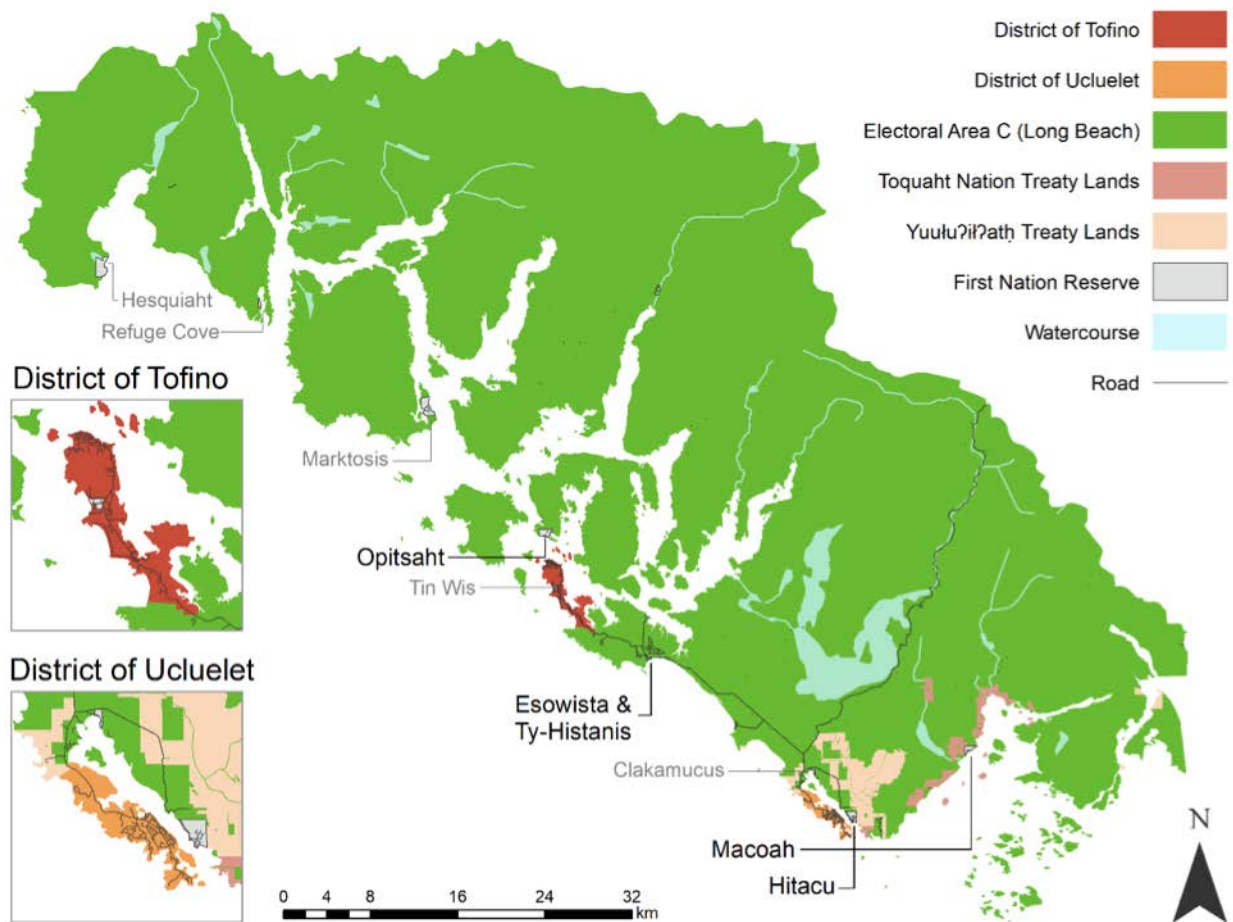 District of Tofino
District of Ucluelet
Electoral Area C (Long Beach)
Toquaht Nation Treaty Lands
Yuułuʔiłʔatḥ Treaty Lands
First Nation Reserve
Watercourse
Road
Hesquiaht
Refuge Cove
District of Tofino
Marktosis
Opitsaht
Tin Wis
District of Ucluelet
Esowista &
Ty-Histanis
Clakamucus
Macoah
Hitacu
N
0 4 8 16 24 32
km